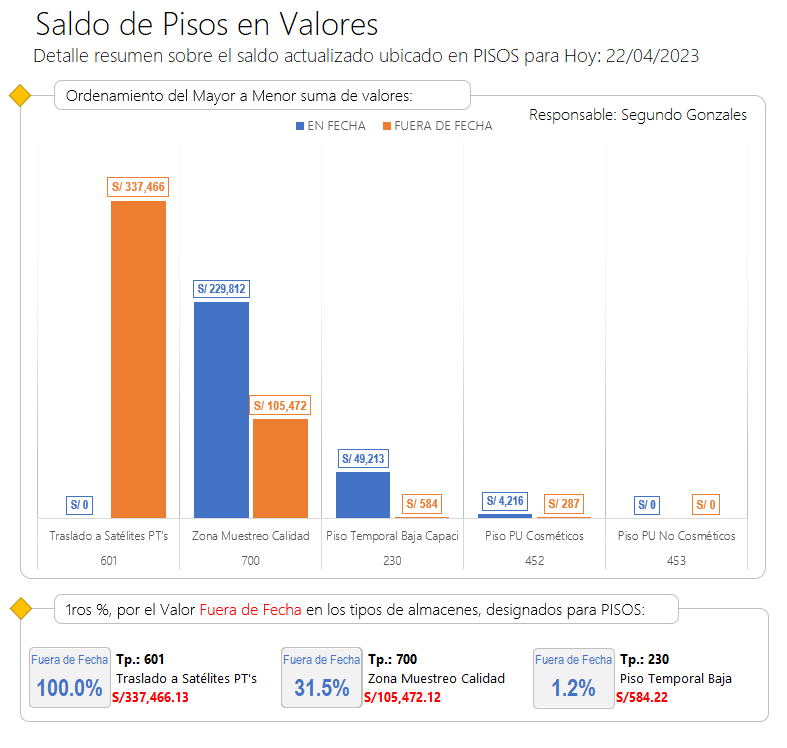 Saldo de Pisos en Valores
Detalle resumen sobre el saldo actualizado ubicado en PISOS para Hoy: 22/04/2023
Ordenamiento del Mayor a Menor suma de valores:
Responsable: Segundo Gonzales
EN FECHA FUERA DE FECHA
S/ 337,466
S/ 229,812
S/ 105,472
S/ 49,213
S/ 0
S/ 584
S/ 4,216
S/ 287
S/ 0
S/ 0
Traslado a Satélites PT's Zona Muestreo Calidad Piso Temporal Baja Capaci Piso PU Cosméticos Piso PU No Cosméticos
601 700 230 452 453
1ros %, por el Valor Fuera de Fecha en los tipos de almacenes, designados para PISOS:
Fuera de Fecha
100.0%
Tp.: 601
Traslado a Satélites PT's
S/337,466.13
Fuera de Fecha
31.5%
Tp.: 700
Zona Muestreo Calidad
S/105,472.12
Fuera de Fecha
1.2%
Tp.: 230
Piso Temporal Baja
S/584.22